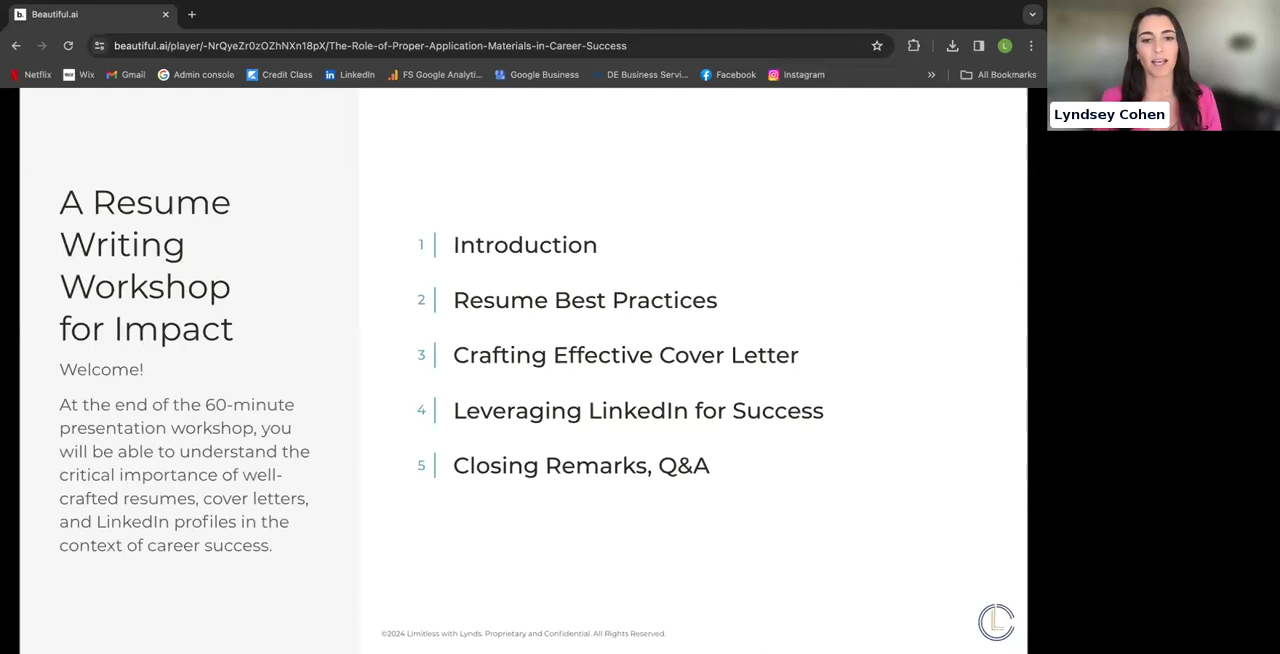 Beautiful.ai
beautiful.ai/player/-NrQyeZr0zOZhNXn18pX/The-Role-of-Proper-Application-Materials-in-Career-Success
L
Netflix
Wix
Gmail
Admin console
Credit Class
LinkedIn
FS Google Analyti...
Google Business
DE Business Servi...
Facebook
Instagram
All Bookmarks
Lyndsey Cohen
A Resume
Writing
Workshop
for Impact
Welcome!
At the end of the 60-minute
presentation workshop, you
will be able to understand the
critical importance of well-
crafted resumes, cover letters,
and LinkedIn profiles in the
context of career success.
1 Introduction
2 Resume Best Practices
3 Crafting Effective Cover Letter
4 Leveraging LinkedIn for Success
5 Closing Remarks, Q&A
©2024 Limitless with Lynds. Proprietary and Confidential. All Rights Reserved.